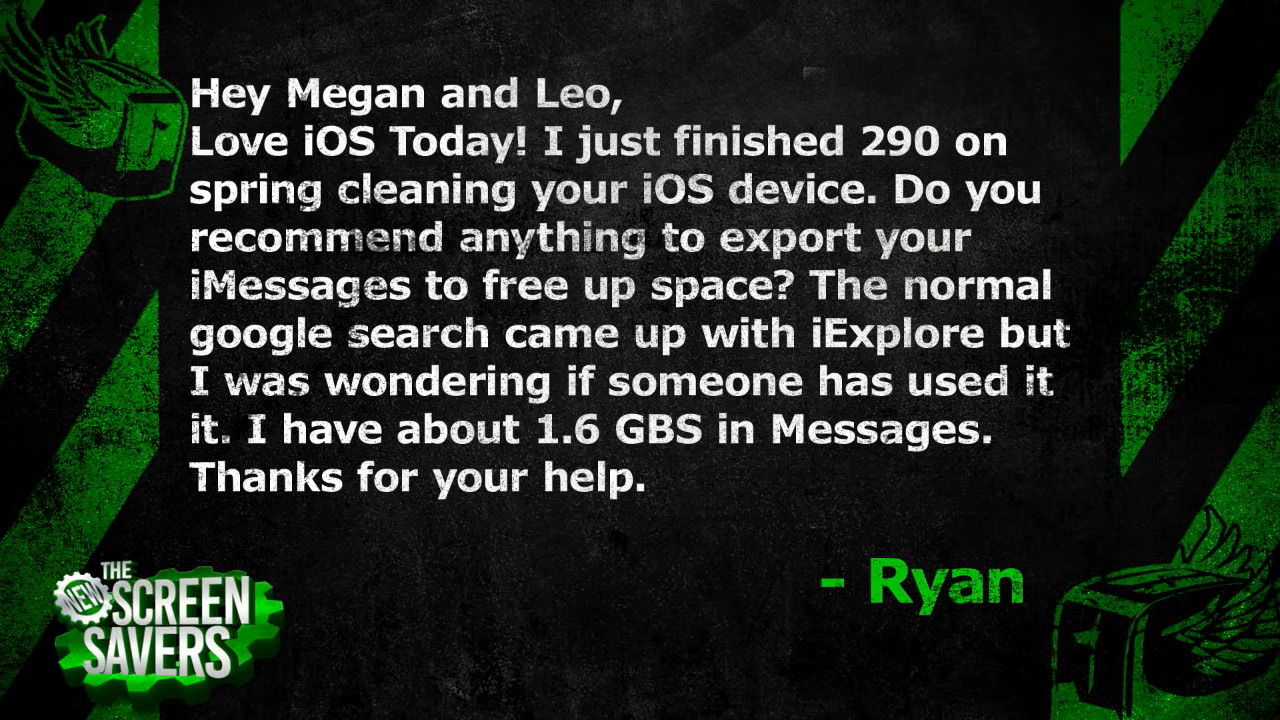 Hey Megan and Leo,
Love iOS Today! I just finished 290 on
spring cleaning your iOS device. Do you
recommend anything to export your
iMessages to free up space? The normal
google search came up with iExplore but
I was wondering if someone has used it
it. I have about 1.6 GBS in Messages.
Thanks for your help.
- Ryan
THE
NEW SCREEN
SAVERS